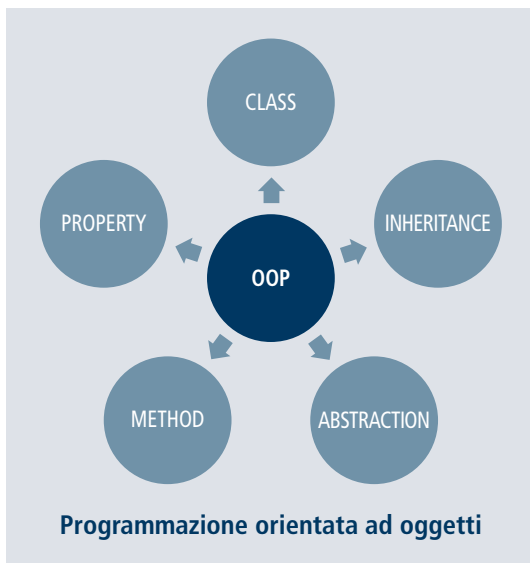 CLASS
PROPERTY
INHERITANCE
OOP
METHOD
ABSTRACTION
Programmazione orientata ad oggetti